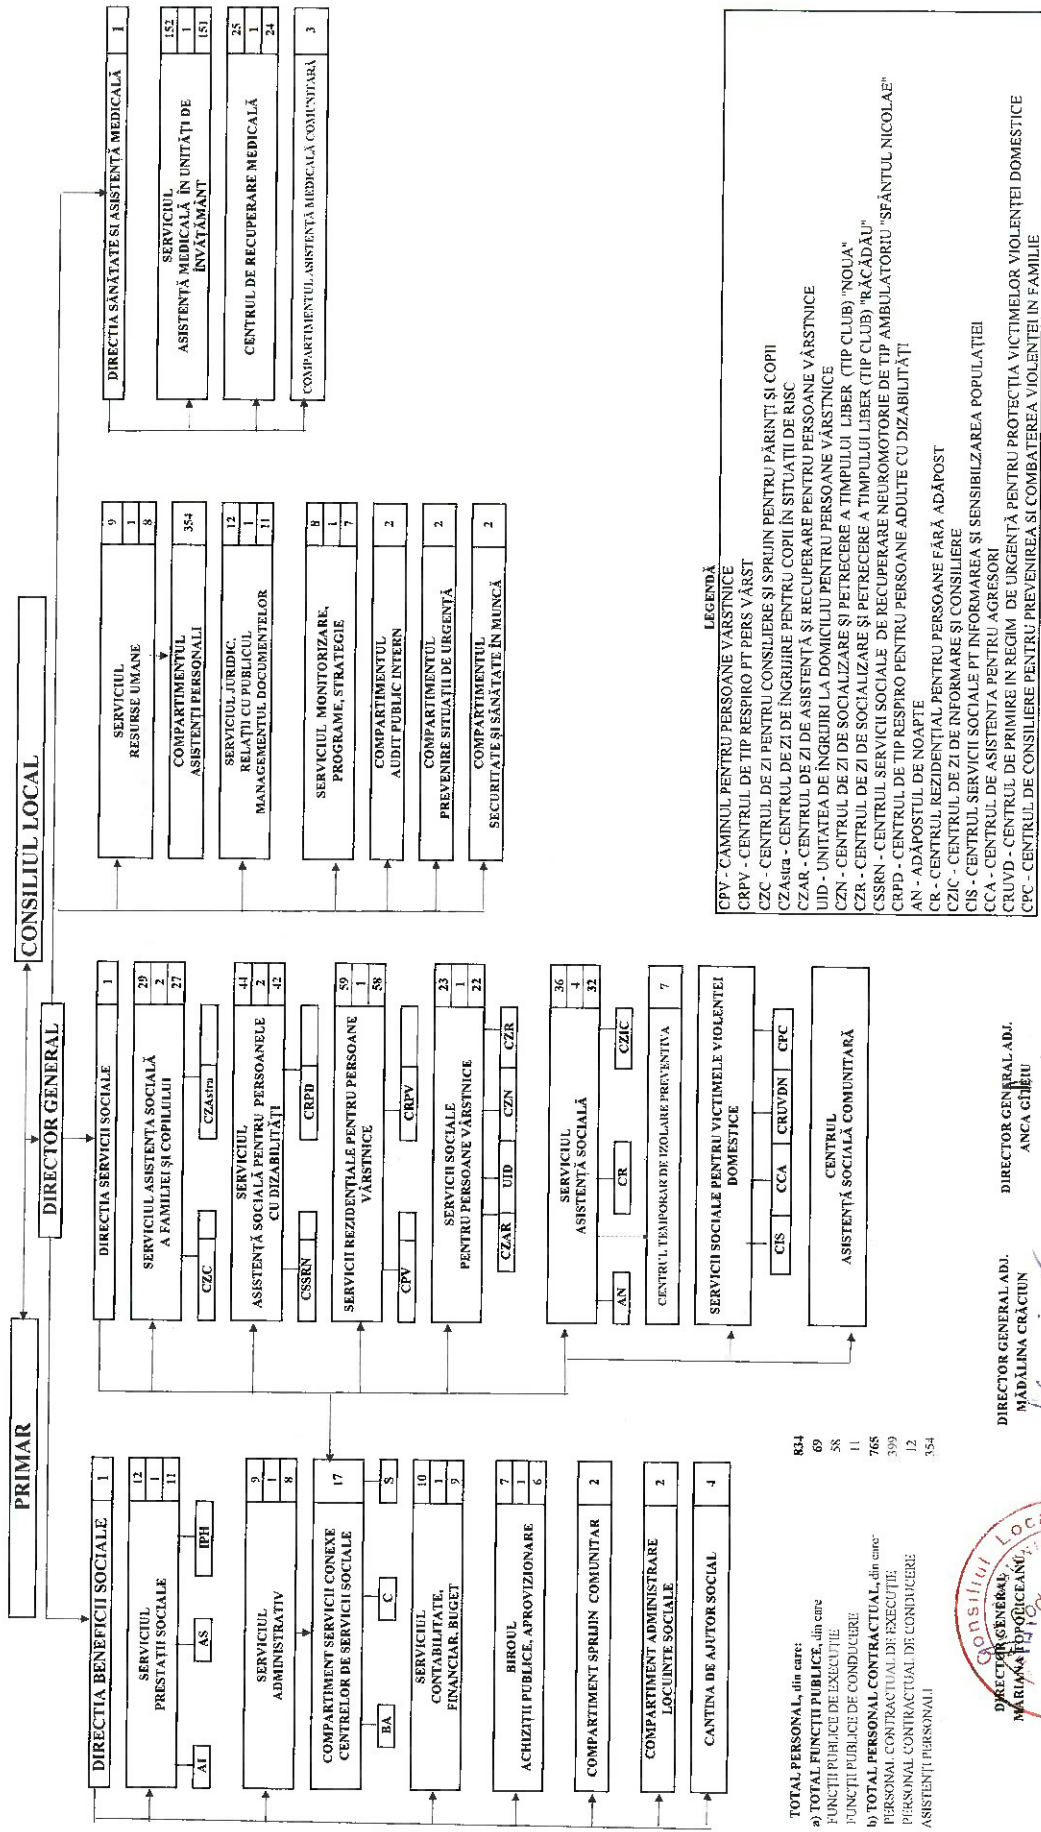 PRIMAR
CONSILIUL LOCAL
DIRECTOR GENERAL
DIRECTIA BENEFICII SOCIALE 1
SERVICIUL
PRESTAȚII SOCIALE
12
1
11
AI
AS
IPH
SERVICIUL
ADMINISTRATIV
9
1
8
COMPARTIMENT SERVICII CONEXE
CENTRELOR DE SERVICII SOCIALE
17
BA
C
S
SERVICIUL
CONTABILITATE,
FINANCIAR, BUGET
10
1
9
BIROUL
ACHIZIȚII PUBLICE, APROVIZIONARE
7
1
6
COMPARTIMENT SPRIJIN COMUNITAR 2
COMPARTIMENT ADMINISTRARE
LOCUINTE SOCIALE
2
CANTINA DE AJUTOR SOCIAL 4
DIRECTIA SERVICII SOCIALE 1
SERVICIUL ASISTENȚA SOCIALĂ
A FAMILIEI ȘI COPILULUI
29
2
27
CZC
CZAstra
SERVICIUL
ASISTENȚĂ SOCIALĂ PENTRU PERSOANELE
CU DIZABILITĂȚI
44
2
42
CSSRN
CRPD
SERVICII REZIDENȚIALE PENTRU PERSOANE
VÂRSTNICE
59
1
58
CPV
CRPV
SERVICII SOCIALE
PENTRU PERSOANE VÂRSTNICE
23
1
22
CZAR
UID
CZN
CZR
SERVICIUL
ASISTENȚĂ SOCIALĂ
36
4
32
AN
CR
CZIC
CENTRUL TEMPORAR DE IZOLARE PREVENTIVA 7
SERVICII SOCIALE PENTRU VICTIMELE VIOLENTEI
DOMESTICE
CIS
CCA
CRUVDN
CPC
CENTRUL
ASISTENȚĂ SOCIALĂ COMUNITARĂ
SERVICIUL
RESURSE UMANE
9
1
8
COMPARTIMENTUL
ASISTENȚI PERSONALI
354
SERVICIUL JURIDIC,
RELAȚII CU PUBLICUL
MANAGEMENTUL DOCUMENTELOR
12
1
11
SERVICIUL MONITORIZARE,
PROGRAME, STRATEGIE
8
1
7
COMPARTIMENTUL
AUDIT PUBLIC INTERN
2
COMPARTIMENTUL
PREVENIRE SITUAȚII DE URGENȚĂ
2
COMPARTIMENTUL
SECURITATE ȘI SĂNĂTATE ÎN MUNCĂ
2
DIRECTIA SĂNĂTATE SI ASISTENȚĂ MEDICALĂ 1
SERVICIUL
ASISTENȚĂ MEDICALĂ ÎN UNITĂȚI DE
ÎNVĂȚĂMÂNT
152
1
151
CENTRUL DE RECUPERARE MEDICALĂ
25
1
24
COMPARTIMENTUL ASISTENȚĂ MEDICALĂ COMUNITARĂ 3
TOTAL PERSONAL, din care: 834
a) TOTAL FUNCȚII PUBLICE, din care 69
FUNCȚII PUBLICE DE EXECUȚIE 58
FUNCȚII PUBLICE DE CONDUCERE 11
b) TOTAL PERSONAL CONTRACTUAL, din care 765
PERSONAL CONTRACTUAL DE EXECUȚIE 399
PERSONAL CONTRACTUAL DE CONDUCERE 12
ASISTENȚI PERSONALI 354
LEGENDĂ
CPV - CĂMINUL PENTRU PERSOANE VÂRSTNICE
CRPV - CENTRUL DE TIP RESPIRO PT PERS VÂRST
CZC - CENTRUL DE ZI PENTRU CONSILIERE ȘI SPRIJIN PENTRU PĂRINȚI ȘI COPII
CZAstra - CENTRUL DE ZI DE ÎNGRIJIRE PENTRU COPII ÎN SITUAȚII DE RISC
CZAR - CENTRUL DE ZI DE ASISTENȚĂ ȘI RECUPERARE PENTRU PERSOANE VÂRSTNICE
UID - UNITATEA DE ÎNGRIJIRI LA DOMICILIU PENTRU PERSOANE VÂRSTNICE
CZN - CENTRUL DE ZI DE SOCIALIZARE ȘI PETRECERE A TIMPULUI LIBER (TIP CLUB) "NOUA"
CZR - CENTRUL DE ZI DE SOCIALIZARE ȘI PETRECERE A TIMPULUI LIBER (TIP CLUB) "RĂCĂDĂU"
CSSRN - CENTRUL SERVICII SOCIALE DE RECUPERARE NEUROMOTORIE DE TIP AMBULATORIU "SFÂNTUL NICOLAE"
CRPD - CENTRUL DE TIP RESPIRO PENTRU PERSOANE ADULTE CU DIZABILITĂȚI
AN - ADĂPOSTUL DE NOAPTE
CR - CENTRUL REZIDENȚIAL PENTRU PERSOANE FĂRĂ ADĂPOST
CZIC - CENTRUL DE ZI DE INFORMARE ȘI CONSILIERE
CIS - CENTRUL SERVICII SOCIALE PT INFORMAREA ȘI SENSIBILZAREA POPULAȚIEI
CCA - CENTRUL DE ASISTENTA PENTRU AGRESORI
CRUVD - CENTRUL DE PRIMIRE IN REGIM DE URGENȚĂ PENTRU PROTECȚIA VICTIMELOR VIOLENȚEI DOMESTICE
CPC - CENTRUL DE CONSILIERE PENTRU PREVENIREA SI COMBATEREA VIOLENȚEI IN FAMILIE
DIRECTOR GENERAL
MARIANA TOPOLICEANU
Consiliul Local
DIRECTOR GENERAL ADJ.
MĂDĂLINA CRĂCIUN
DIRECTOR GENERAL ADJ.
ANCA GÎȚEIU